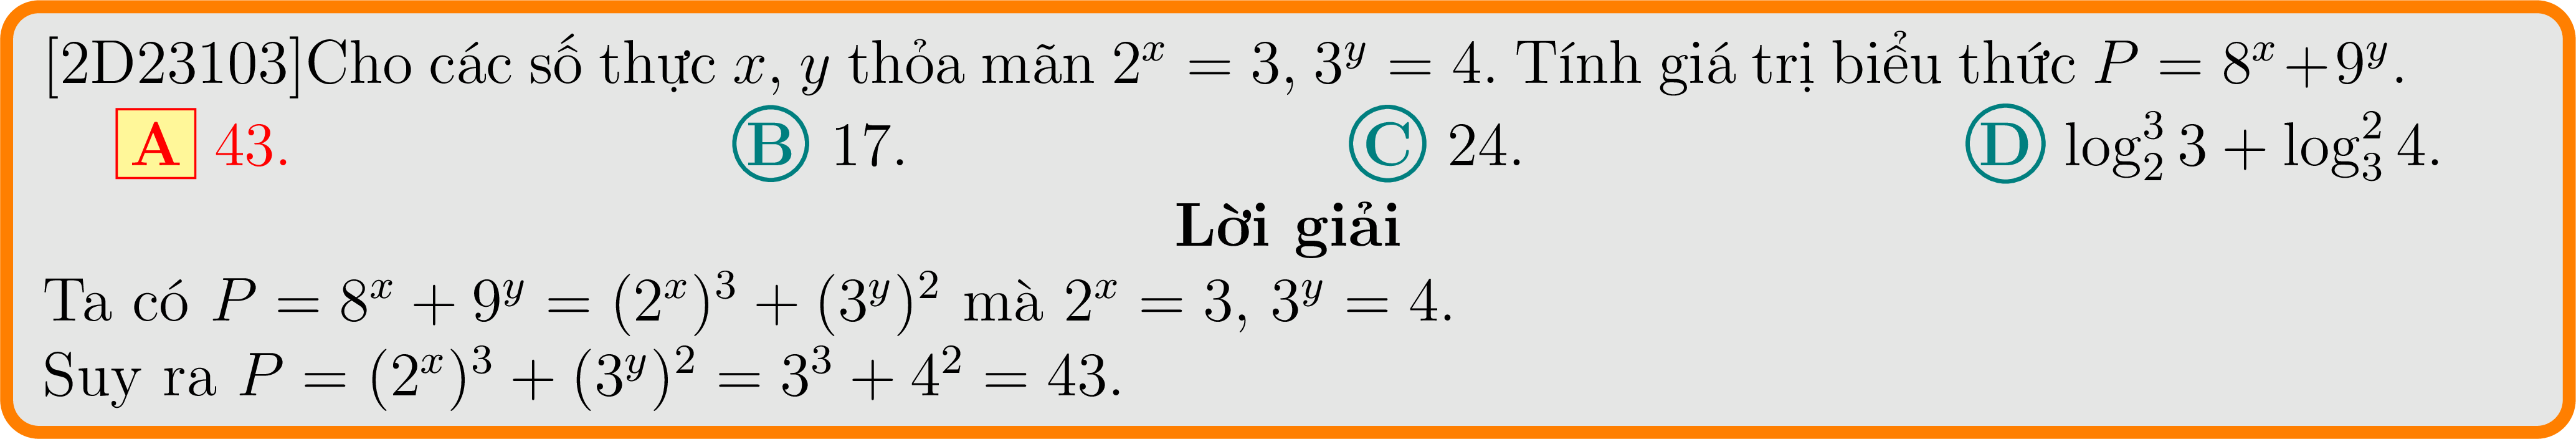 [2D23103]Cho các số thực x, y thỏa mãn 2^x = 3, 3^y = 4. Tính giá trị biểu thức P = 8^x + 9^y.
A 43. B 17. C 24. D log_2^3 3 + log_3^2 4.
Lời giải
Ta có P = 8^x + 9^y = (2^x)^3 + (3^y)^2 mà 2^x = 3, 3^y = 4.
Suy ra P = (2^x)^3 + (3^y)^2 = 3^3 + 4^2 = 43.